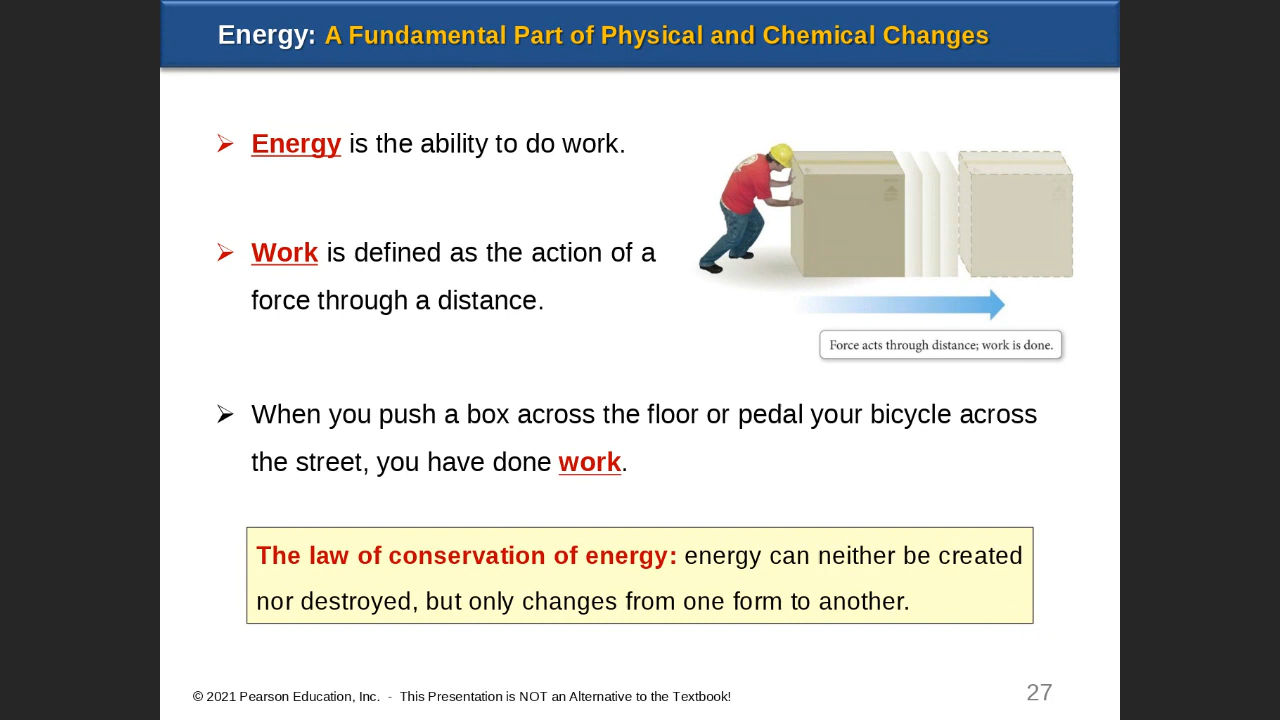 Energy: A Fundamental Part of Physical and Chemical Changes
Energy is the ability to do work.
Work is defined as the action of a
force through a distance.
Force acts through distance; work is done.
When you push a box across the floor or pedal your bicycle across
the street, you have done work.
The law of conservation of energy: energy can neither be created
nor destroyed, but only changes from one form to another.
© 2021 Pearson Education, Inc. - This Presentation is NOT an Alternative to the Textbook!
27